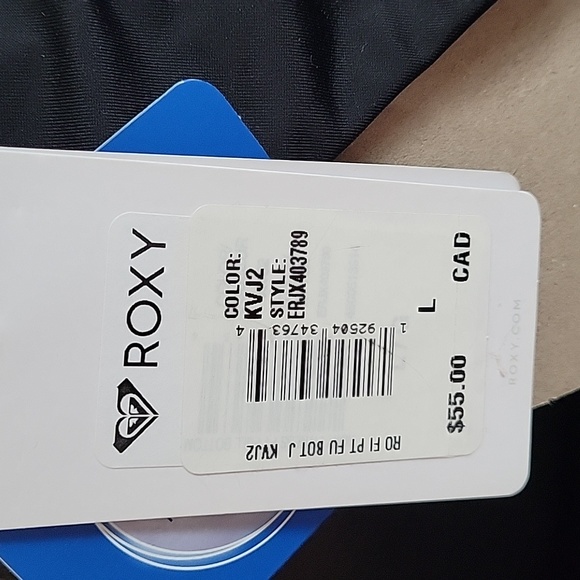 ROXY
COLOR:
KVJ2
STYLE:
ERJX403789
1 92504 34763 4
L
$55.00 CAD
RO FI PT FU BOT J KVJ2
ROXY.COM